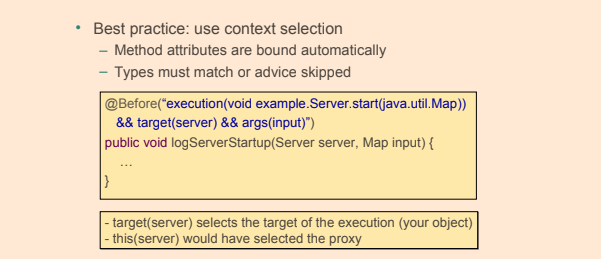 • Best practice: use context selection
– Method attributes are bound automatically
– Types must match or advice skipped
@Before(“execution(void example.Server.start(java.util.Map))
&& target(server) && args(input)”)
public void logServerStartup(Server server, Map input) {
…
}
- target(server) selects the target of the execution (your object)
- this(server) would have selected the proxy